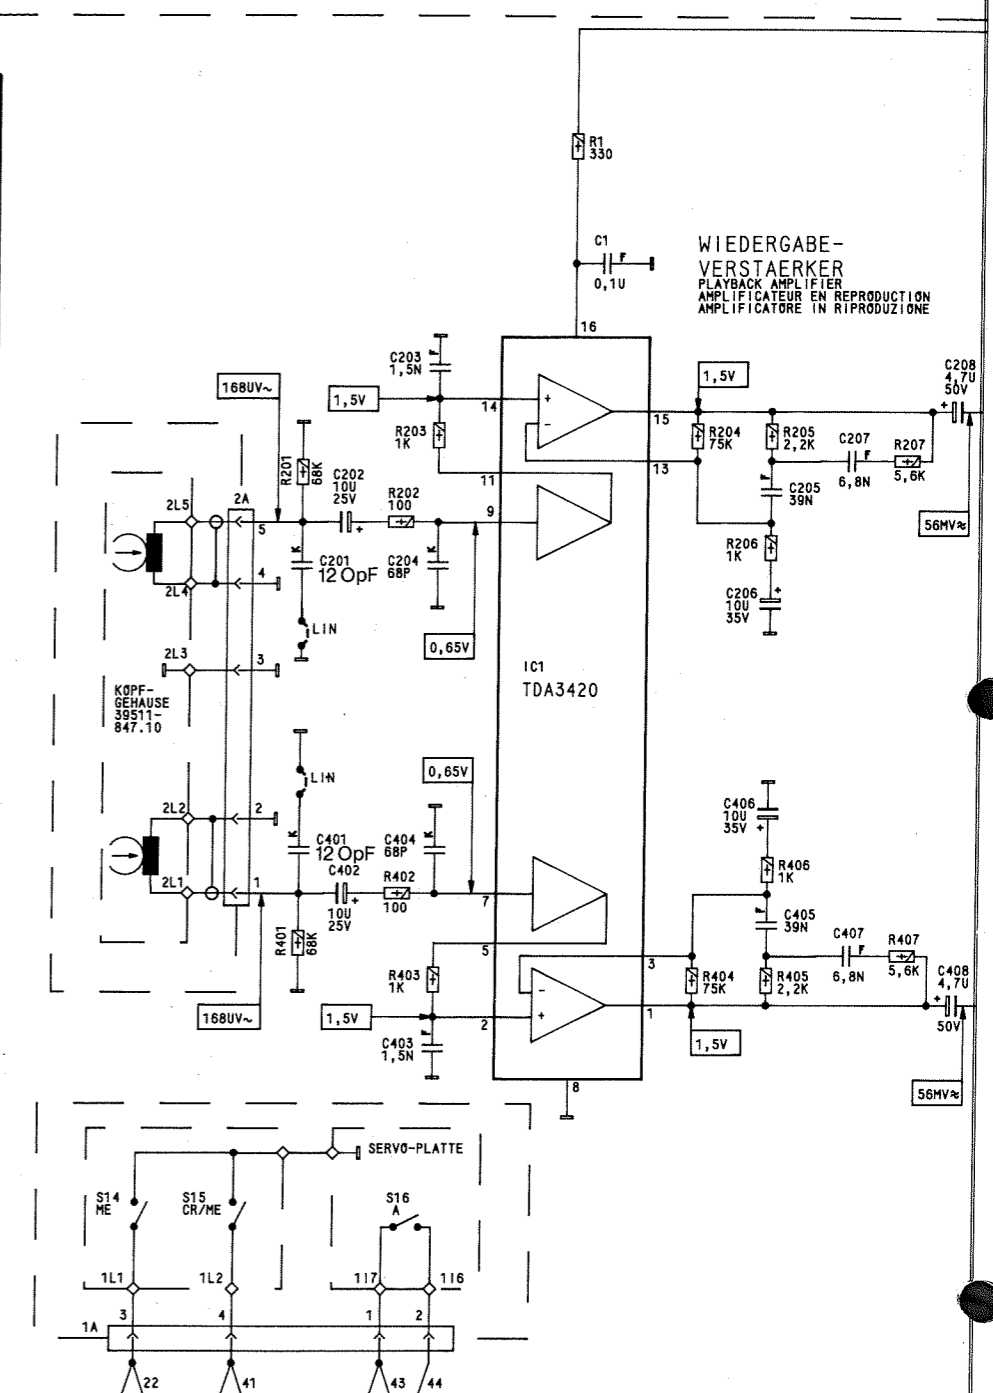 R1
330
C1
0,1U
WIEDERGABE-
VERSTAERKER
PLAYBACK AMPLIFIER
AMPLIFICATEUR EN REPRODUCTION
AMPLIFICATORE IN RIPRODUZIONE
16
C203
1,5N
168UV~
1,5V
14
R203
1K
11
+
-
15
1,5V
13
R204
75K
R205
2,2K
C207
6,8N
R207
5,6K
C208
4,7U
50V
+
56MV≈
C205
39N
R206
1K
C206
10U
35V
+
2A
R201
68K
C202
10U
25V
+
R202
100
9
2L5
5
2L4
4
K
C201
120pF
K
C204
68P
LIN
0,65V
2L3
3
KOPF-
GEHAUSE
39511-
847.10
IC1
TDA3420
LIN
0,65V
2L2
2
K
C401
120pF
K
C404
68P
C402
10U
25V
+
R402
100
7
2L1
1
R401
68K
C406
10U
35V
+
R406
1K
C405
39N
C407
6,8N
R407
5,6K
C408
4,7U
50V
+
5
3
R403
1K
R404
75K
R405
2,2K
168UV~
1,5V
2
-
+
1
C403
1,5N
1,5V
56MV≈
8
SERVO-PLATTE
S14
ME
S15
CR/ME
S16
A
1L1
1L2
1I7
1I6
3
4
1
2
1A
22
41
43
44